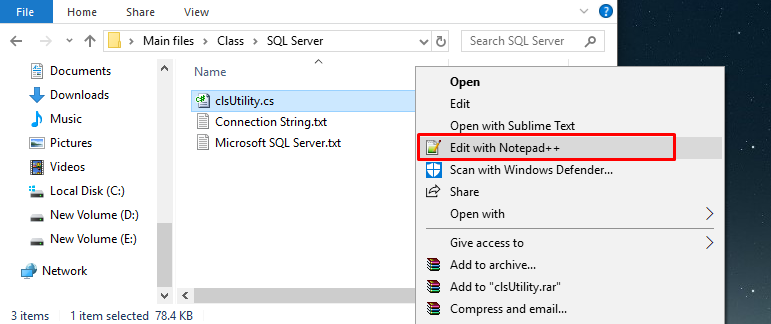 File Home Share View
Main files > Class > SQL Server
Search SQL Server
Documents
Downloads
Music
Pictures
Videos
Local Disk (C:)
New Volume (D:)
New Volume (E:)
Network
Name
clsUtility.cs
Connection String.txt
Microsoft SQL Server.txt
Open
Edit
Open with Sublime Text
Edit with Notepad++
Scan with Windows Defender...
Share
Open with
Give access to
Add to archive...
Add to "clsUtility.rar"
Compress and email...
3 items 1 item selected 78.4 KB